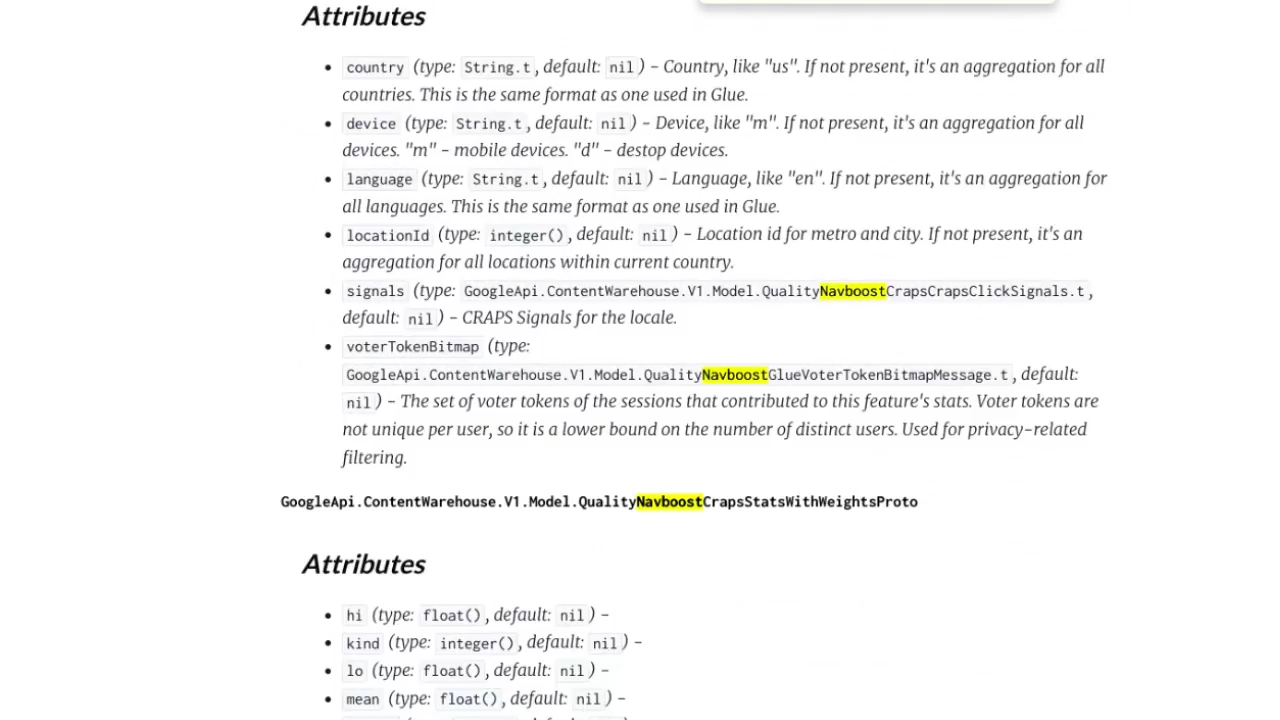 Attributes
• country (type: String.t, default: nil) – Country, like "us". If not present, it's an aggregation for all
countries. This is the same format as one used in Glue.
• device (type: String.t, default: nil) – Device, like "m". If not present, it's an aggregation for all
devices. "m" – mobile devices. "d" – destop devices.
• language (type: String.t, default: nil) – Language, like "en". If not present, it's an aggregation for
all languages. This is the same format as one used in Glue.
• locationId (type: integer(), default: nil) – Location id for metro and city. If not present, it's an
aggregation for all locations within current country.
• signals (type: GoogleApi.ContentWarehouse.V1.Model.QualityNavboostCrapsCrapsClickSignals.t,
default: nil) – CRAPS Signals for the locale.
• voterTokenBitmap (type:
GoogleApi.ContentWarehouse.V1.Model.QualityNavboostGlueVoterTokenBitmapMessage.t, default:
nil) – The set of voter tokens of the sessions that contributed to this feature's stats. Voter tokens are
not unique per user, so it is a lower bound on the number of distinct users. Used for privacy-related
filtering.
GoogleApi.ContentWarehouse.V1.Model.QualityNavboostCrapsStatsWithWeightsProto
Attributes
• hi (type: float(), default: nil) –
• kind (type: integer(), default: nil) –
• lo (type: float(), default: nil) –
• mean (type: float(), default: nil) –